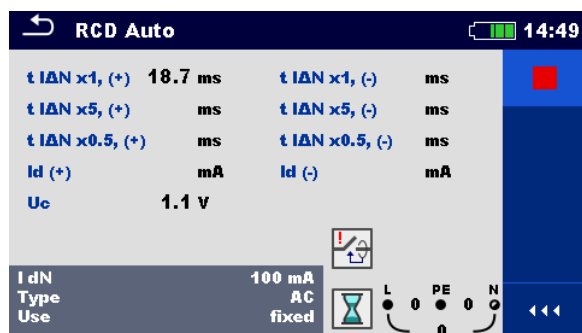 RCD Auto 14:49
t IΔN x1, (+) 18.7 ms t IΔN x1, (-) ms
t IΔN x5, (+) ms t IΔN x5, (-) ms
t IΔN x0.5, (+) ms t IΔN x0.5, (-) ms
Id (+) mA Id (-) mA
Uc 1.1 V
I dN 100 mA
Type AC
Use fixed
L PE N
0 0
0